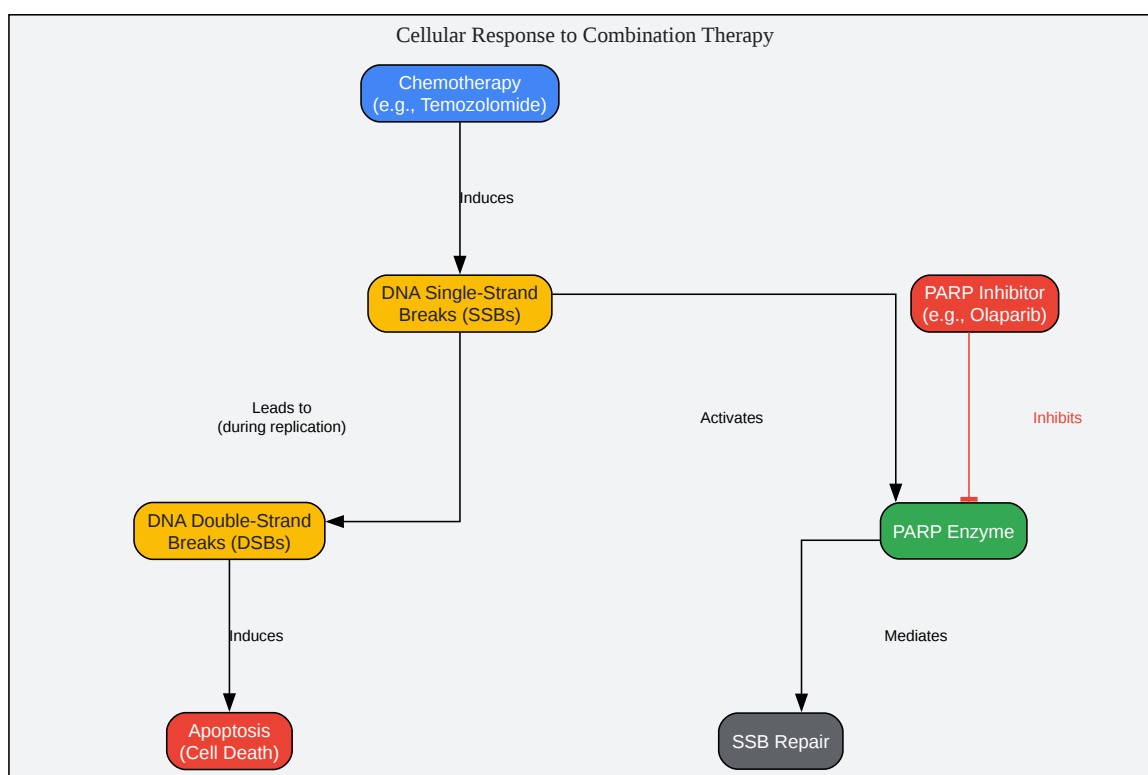 Cellular Response to Combination Therapy
Chemotherapy
(e.g., Temozolomide)
Induces
DNA Single-Strand
Breaks (SSBs)
PARP Inhibitor
(e.g., Olaparib)
Leads to
(during replication)
Activates
Inhibits
DNA Double-Strand
Breaks (DSBs)
PARP Enzyme
Induces
Mediates
Apoptosis
(Cell Death)
SSB Repair